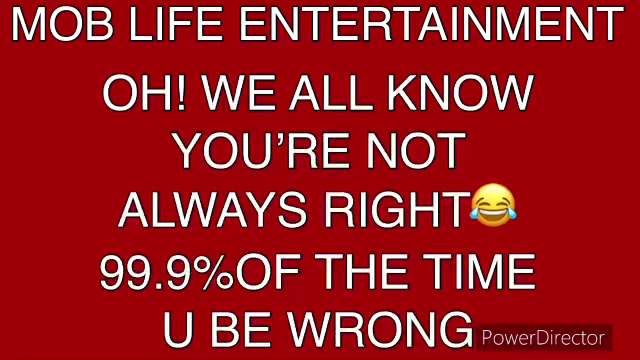 MOB LIFE ENTERTAINMENT
OH! WE ALL KNOW
YOU’RE NOT
ALWAYS RIGHT😂
99.9%OF THE TIME
U BE WRONG
PowerDirector